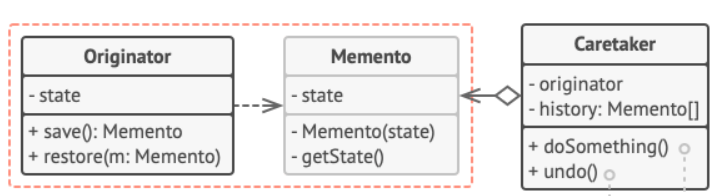 Originator
- state
+ save(): Memento
+ restore(m: Memento)
Memento
- state
- Memento(state)
- getState()
Caretaker
- originator
- history: Memento[]
+ doSomething()
+ undo()